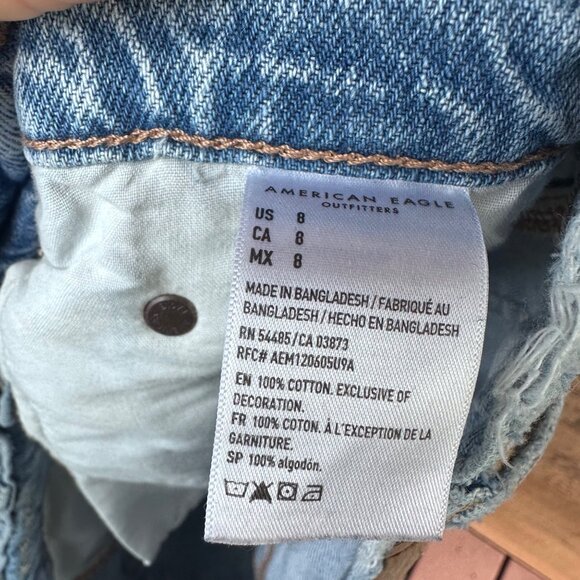 AMERICAN EAGLE
OUTFITTERS
US 8
CA 8
MX 8
MADE IN BANGLADESH / FABRIQUÉ AU
BANGLADESH / HECHO EN BANGLADESH
RN 54485 / CA 03873
RFC# AEM120605U9A
EN 100% COTTON. EXCLUSIVE OF
DECORATION.
FR 100% COTON. À L'EXCEPTION DE LA
GARNITURE.
SP 100% algodón.